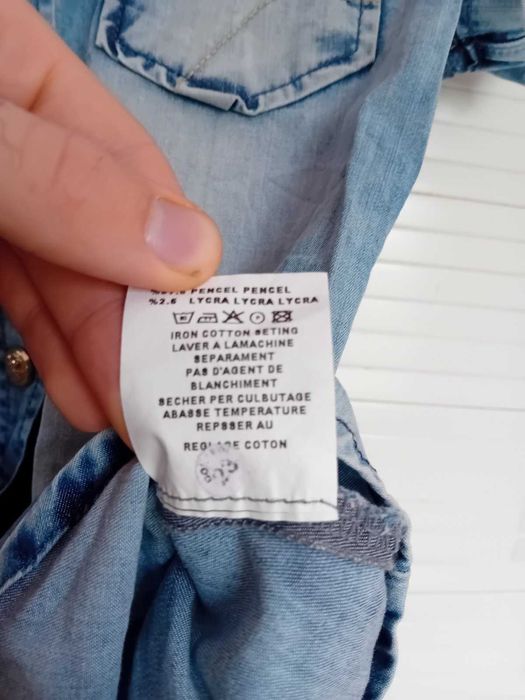 PENCEL PENCEL
%2.6 LYCRA LYCRA LYCRA
IRON COTTON SETING
LAVER A LAMACHINE
SEPARAMENT
PAS D'AGENT DE
BLANCHIMENT
SECHER PER CULBUTAGE
ABASSE TEMPERATURE
REPSSER AU
COTON